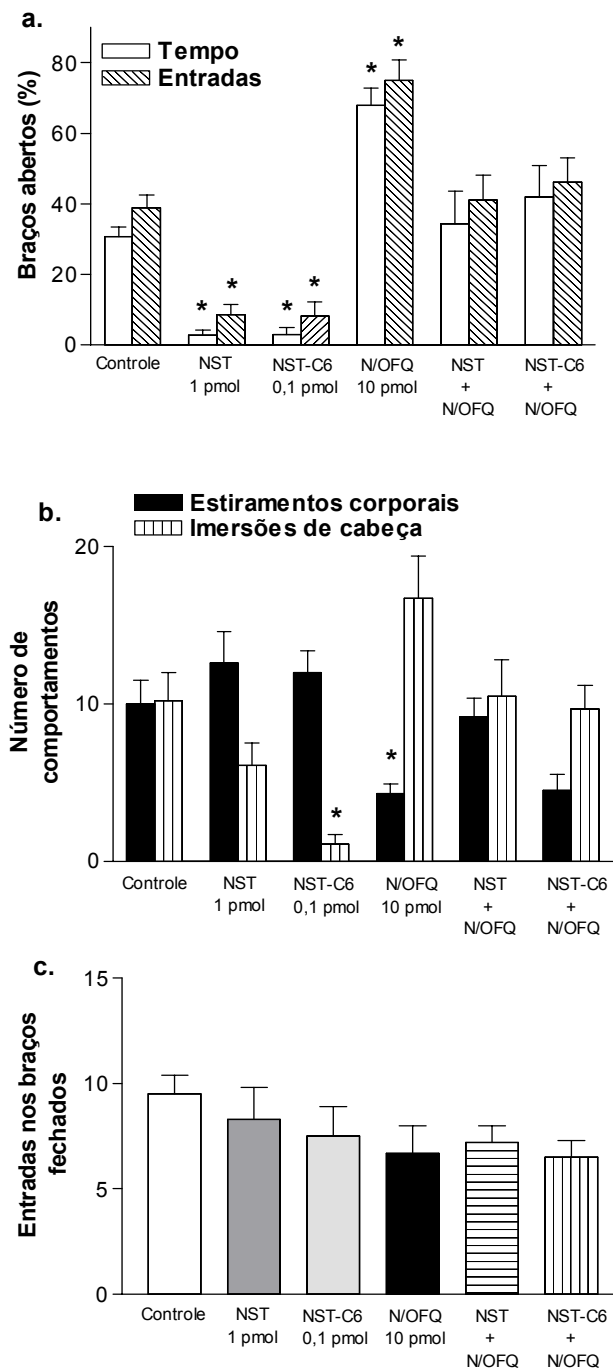 a.
Tempo
Entradas
Braços abertos (%)
80
60
40
20
0
* * * * * *
Controle
NST
1 pmol
NST-C6
0,1 pmol
N/OFQ
10 pmol
NST
+
N/OFQ
NST-C6
+
N/OFQ
b.
Estiramentos corporais
Imersões de cabeça
Número de
comportamentos
20
10
0
* *
Controle
NST
1 pmol
NST-C6
0,1 pmol
N/OFQ
10 pmol
NST
+
N/OFQ
NST-C6
+
N/OFQ
c.
Entradas nos braços
fechados
15
10
5
0
Controle
NST
1 pmol
NST-C6
0,1 pmol
N/OFQ
10 pmol
NST
+
N/OFQ
NST-C6
+
N/OFQ